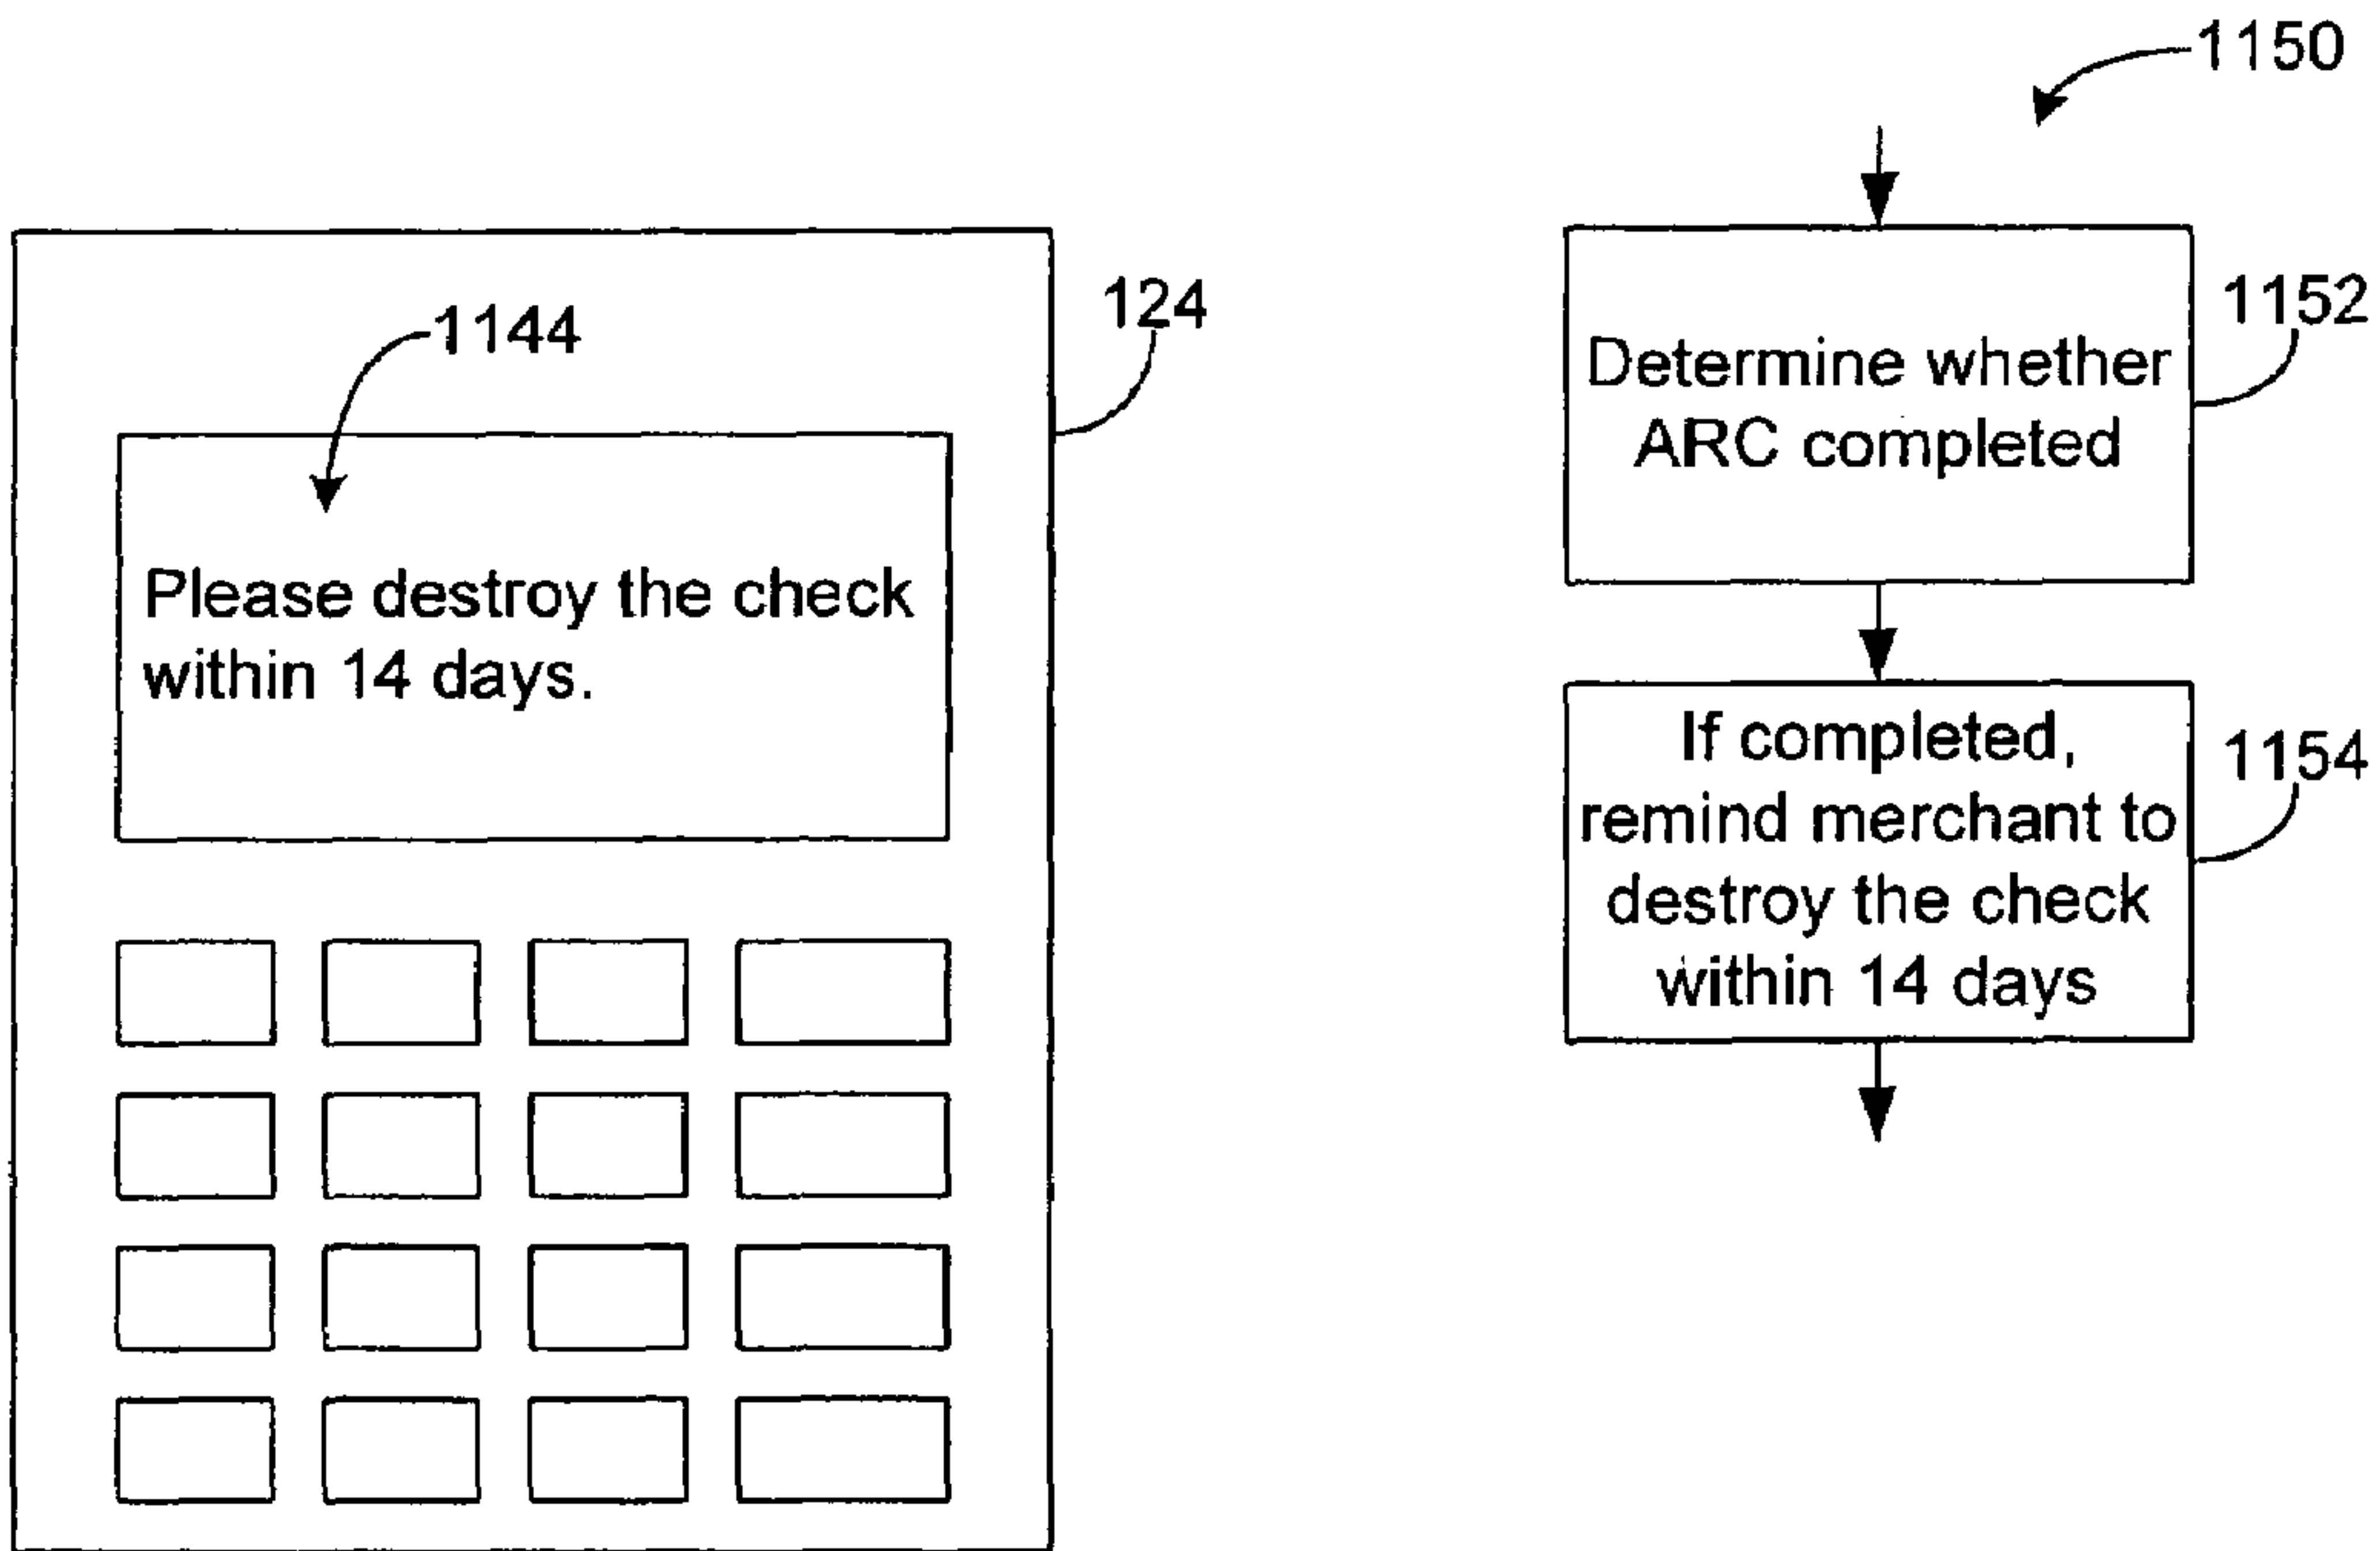 1144
124
Please destroy the check
within 14 days.
1150
Determine whether
ARC completed
1152
If completed,
remind merchant to
destroy the check
within 14 days
1154